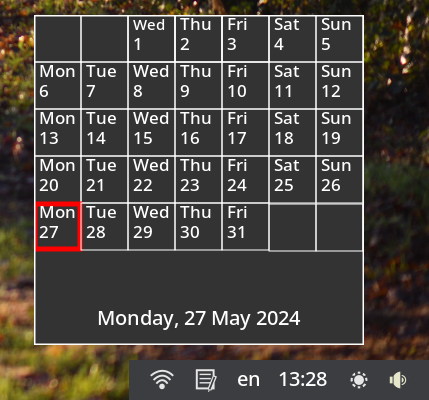 Wed Thu Fri Sat Sun
1 2 3 4 5
Mon Tue Wed Thu Fri Sat Sun
6 7 8 9 10 11 12
Mon Tue Wed Thu Fri Sat Sun
13 14 15 16 17 18 19
Mon Tue Wed Thu Fri Sat Sun
20 21 22 23 24 25 26
Mon Tue Wed Thu Fri
27 28 29 30 31
Monday, 27 May 2024
en 13:28